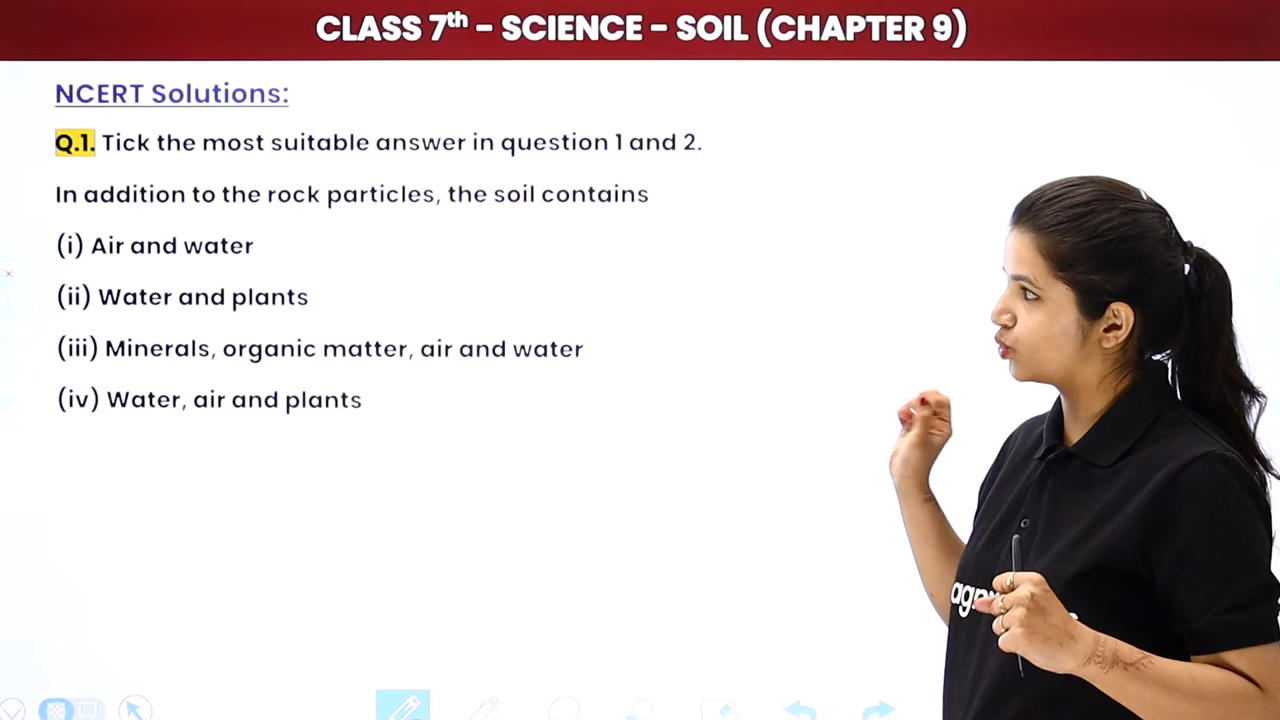 CLASS 7th - SCIENCE - SOIL (CHAPTER 9)
NCERT Solutions:
Q.1. Tick the most suitable answer in question 1 and 2.
In addition to the rock particles, the soil contains
(i) Air and water
(ii) Water and plants
(iii) Minerals, organic matter, air and water
(iv) Water, air and plants